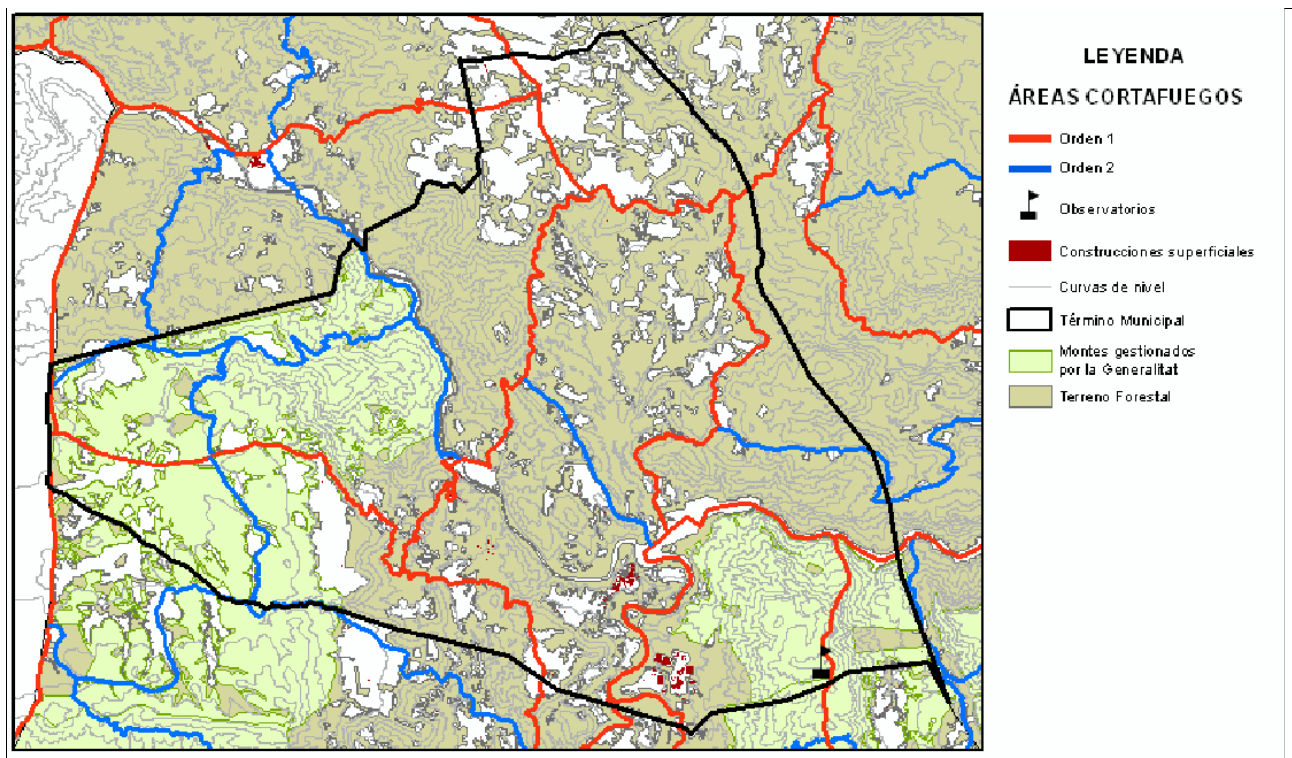 LEYENDA
ÁREAS CORTAFUEGOS
Orden 1
Orden 2
Observatorios
Construcciones superficiales
Curvas de nivel
Término Municipal
Montes gestionados
por la Generalitat
Terreno Forestal